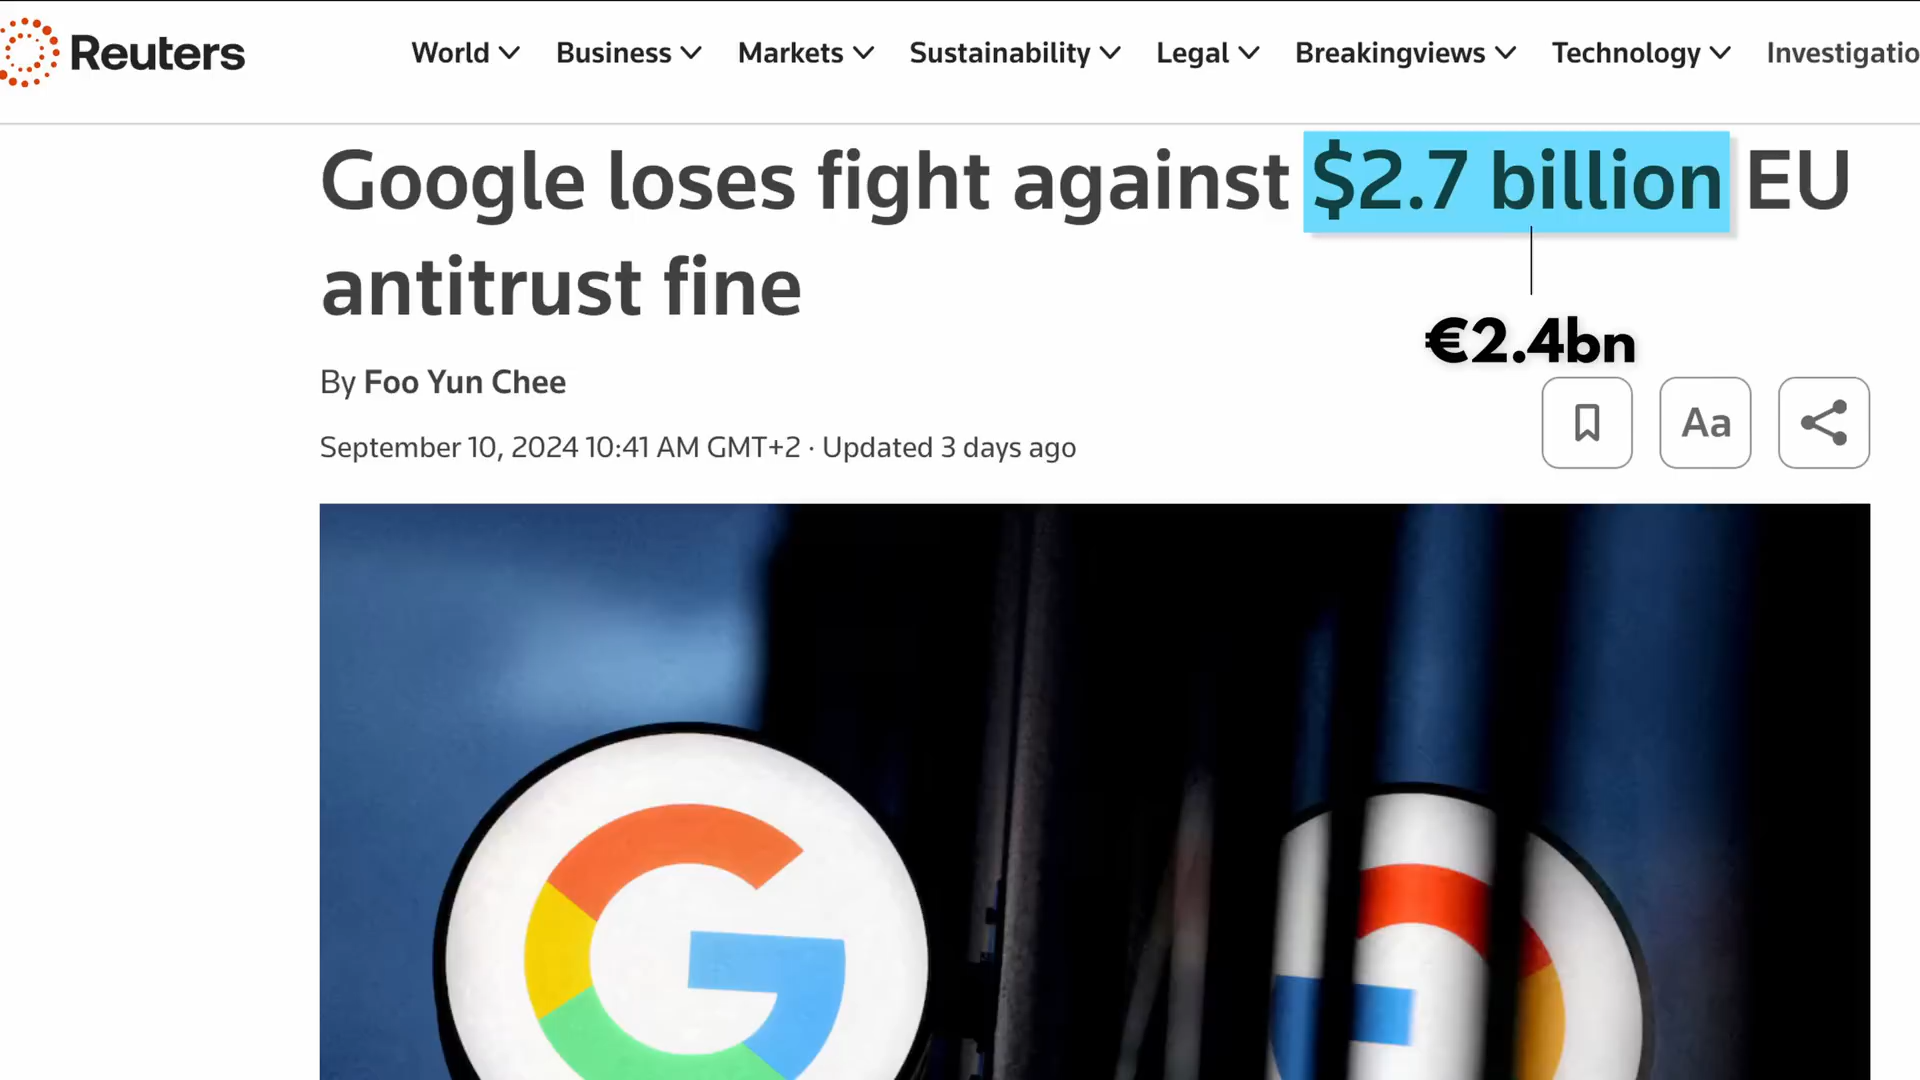 Reuters
World Business Markets Sustainability Legal Breakingviews Technology Investigatio
Google loses fight against $2.7 billion EU
antitrust fine
€2.4bn
By Foo Yun Chee
Aa
September 10, 2024 10:41 AM GMT+2 · Updated 3 days ago